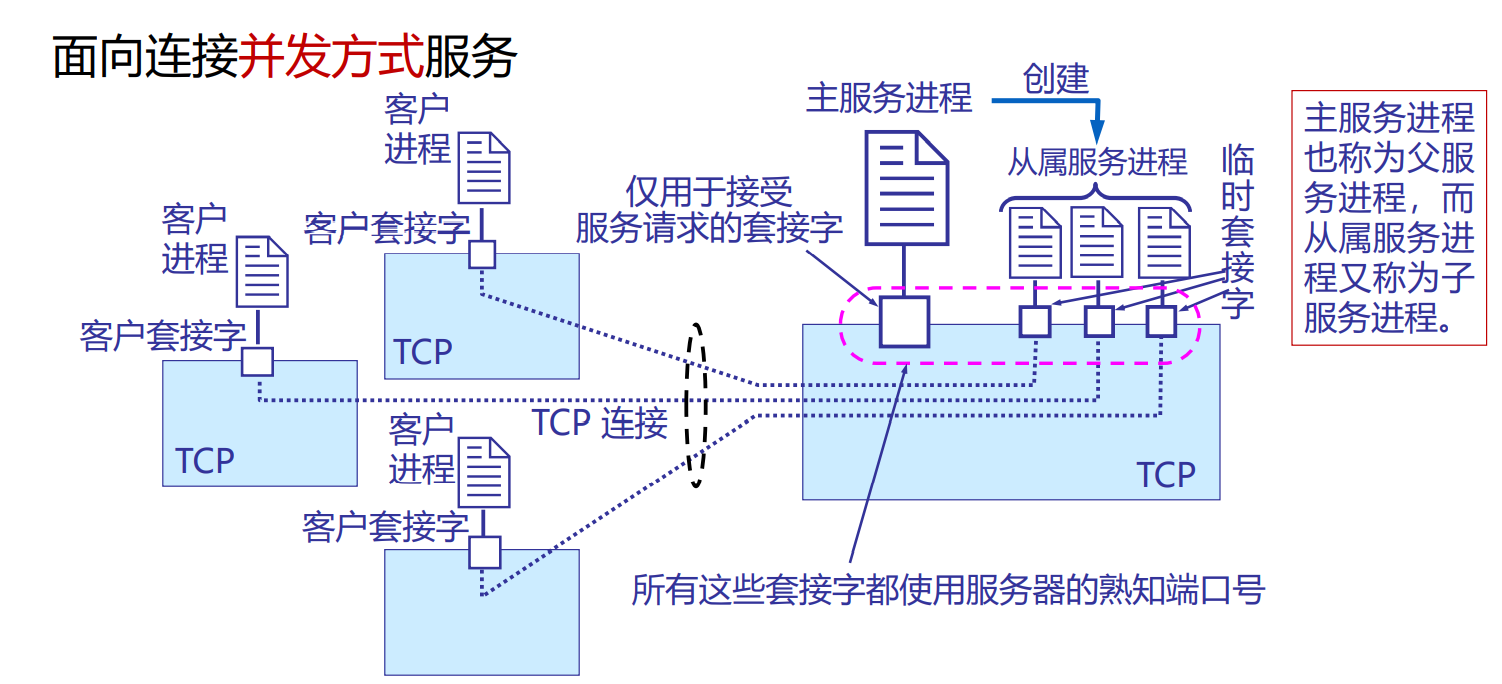 面向连接并发方式服务
客户
进程
客户套接字
TCP
客户
进程
客户套接字
TCP
客户
进程
客户套接字
TCP 连接
主服务进程
创建
从属服务进程
仅用于接受
服务请求的套接字
临
时
套
接
字
TCP
所有这些套接字都使用服务器的熟知端口号
主服务进程
也称为父服
务进程，而
从属服务进
程又称为子
服务进程。